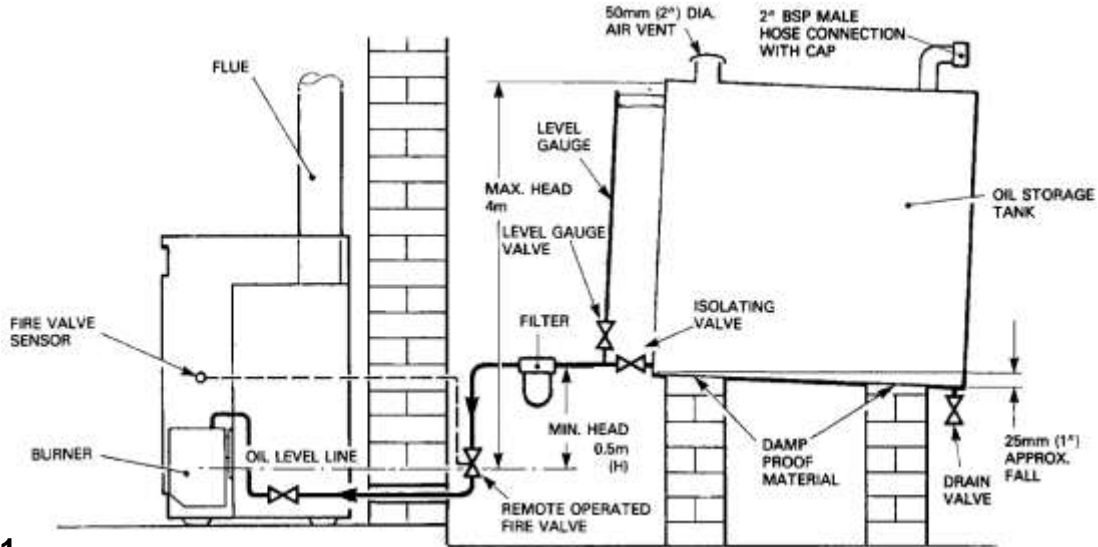 50mm (2") DIA.
AIR VENT
2" BSP MALE
HOSE CONNECTION
WITH CAP
FLUE
LEVEL
GAUGE
MAX. HEAD
4m
OIL STORAGE
TANK
LEVEL GAUGE
VALVE
ISOLATING
VALVE
FIRE VALVE
SENSOR
FILTER
MIN. HEAD
0.5m
(H)
DAMP
PROOF
MATERIAL
25mm (1")
APPROX.
FALL
BURNER
OIL LEVEL LINE
DRAIN
VALVE
REMOTE OPERATED
FIRE VALVE
1